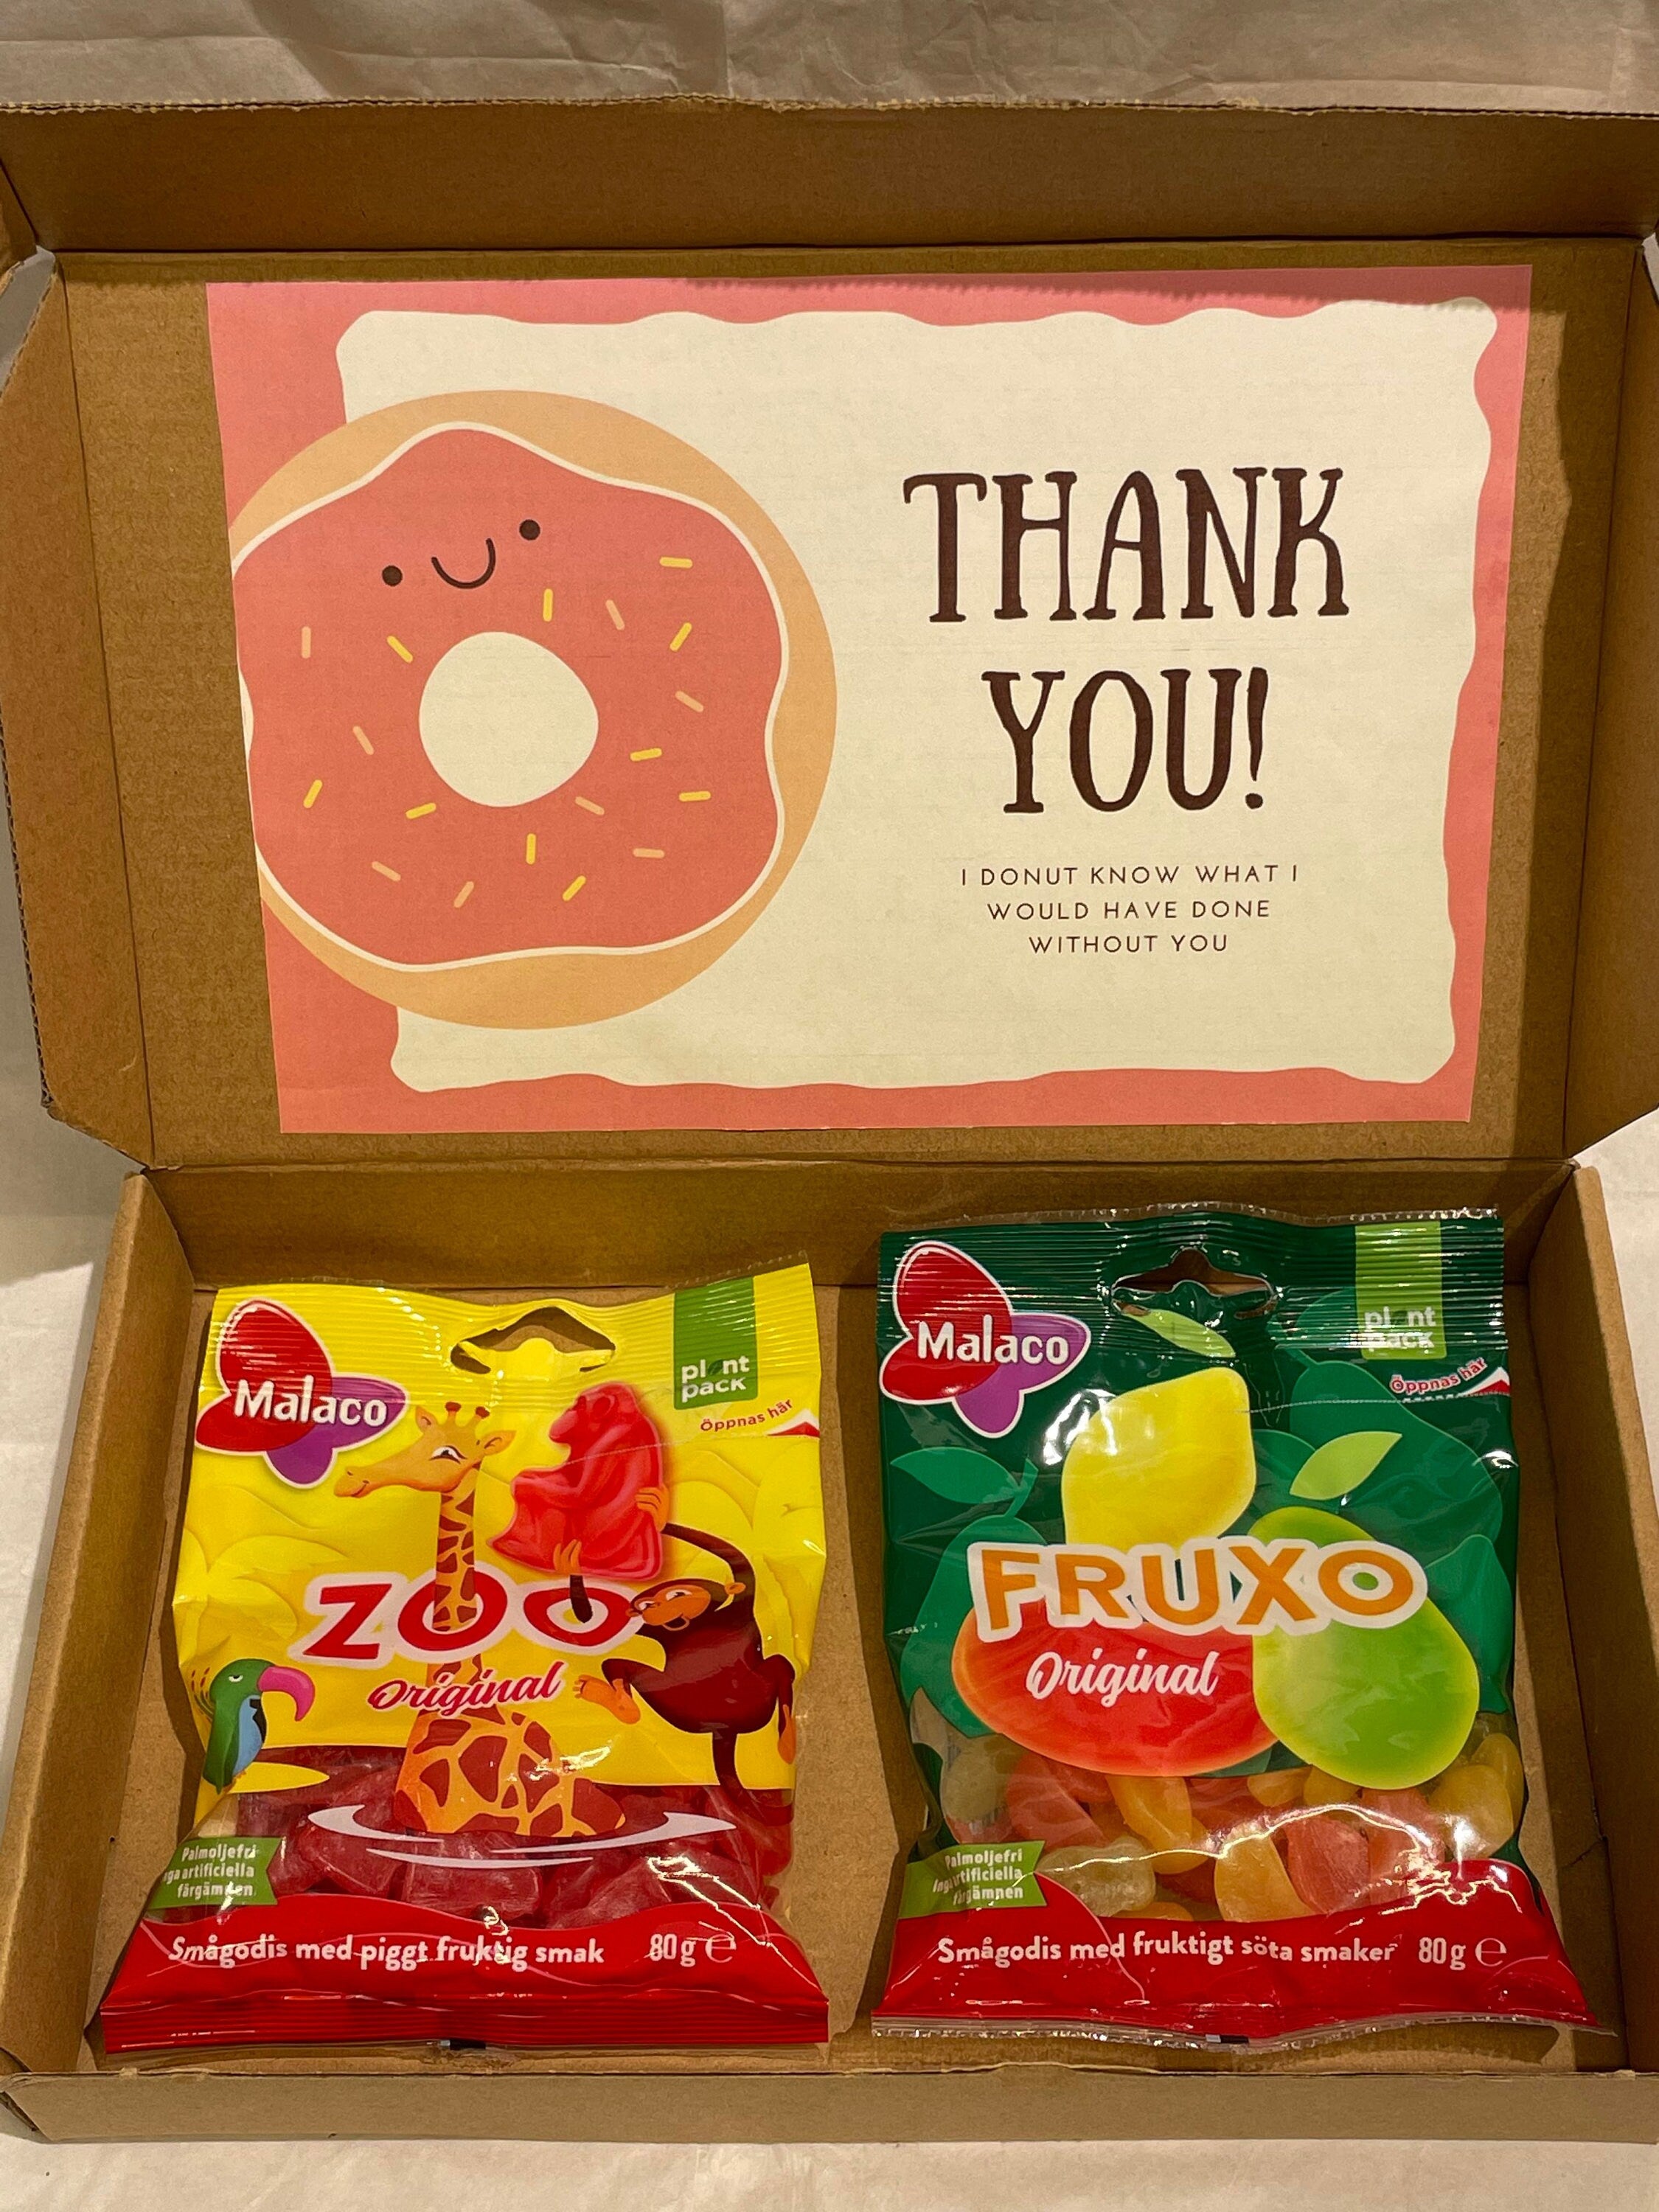 THANK
YOU!
I DONUT KNOW WHAT I
WOULD HAVE DONE
WITHOUT YOU
Malaco
plant
pack
Öppnas här
ZOO
Original
Palmoljefri
artificiella
färgämnen
Smågodis med piggt fruktig smak 80g e
Malaco
plant
pack
Öppnas här
FRUXO
Original
Palmoljefri
Inga artificiella
färgämnen
Smågodis med fruktigt söta smaker 80g e